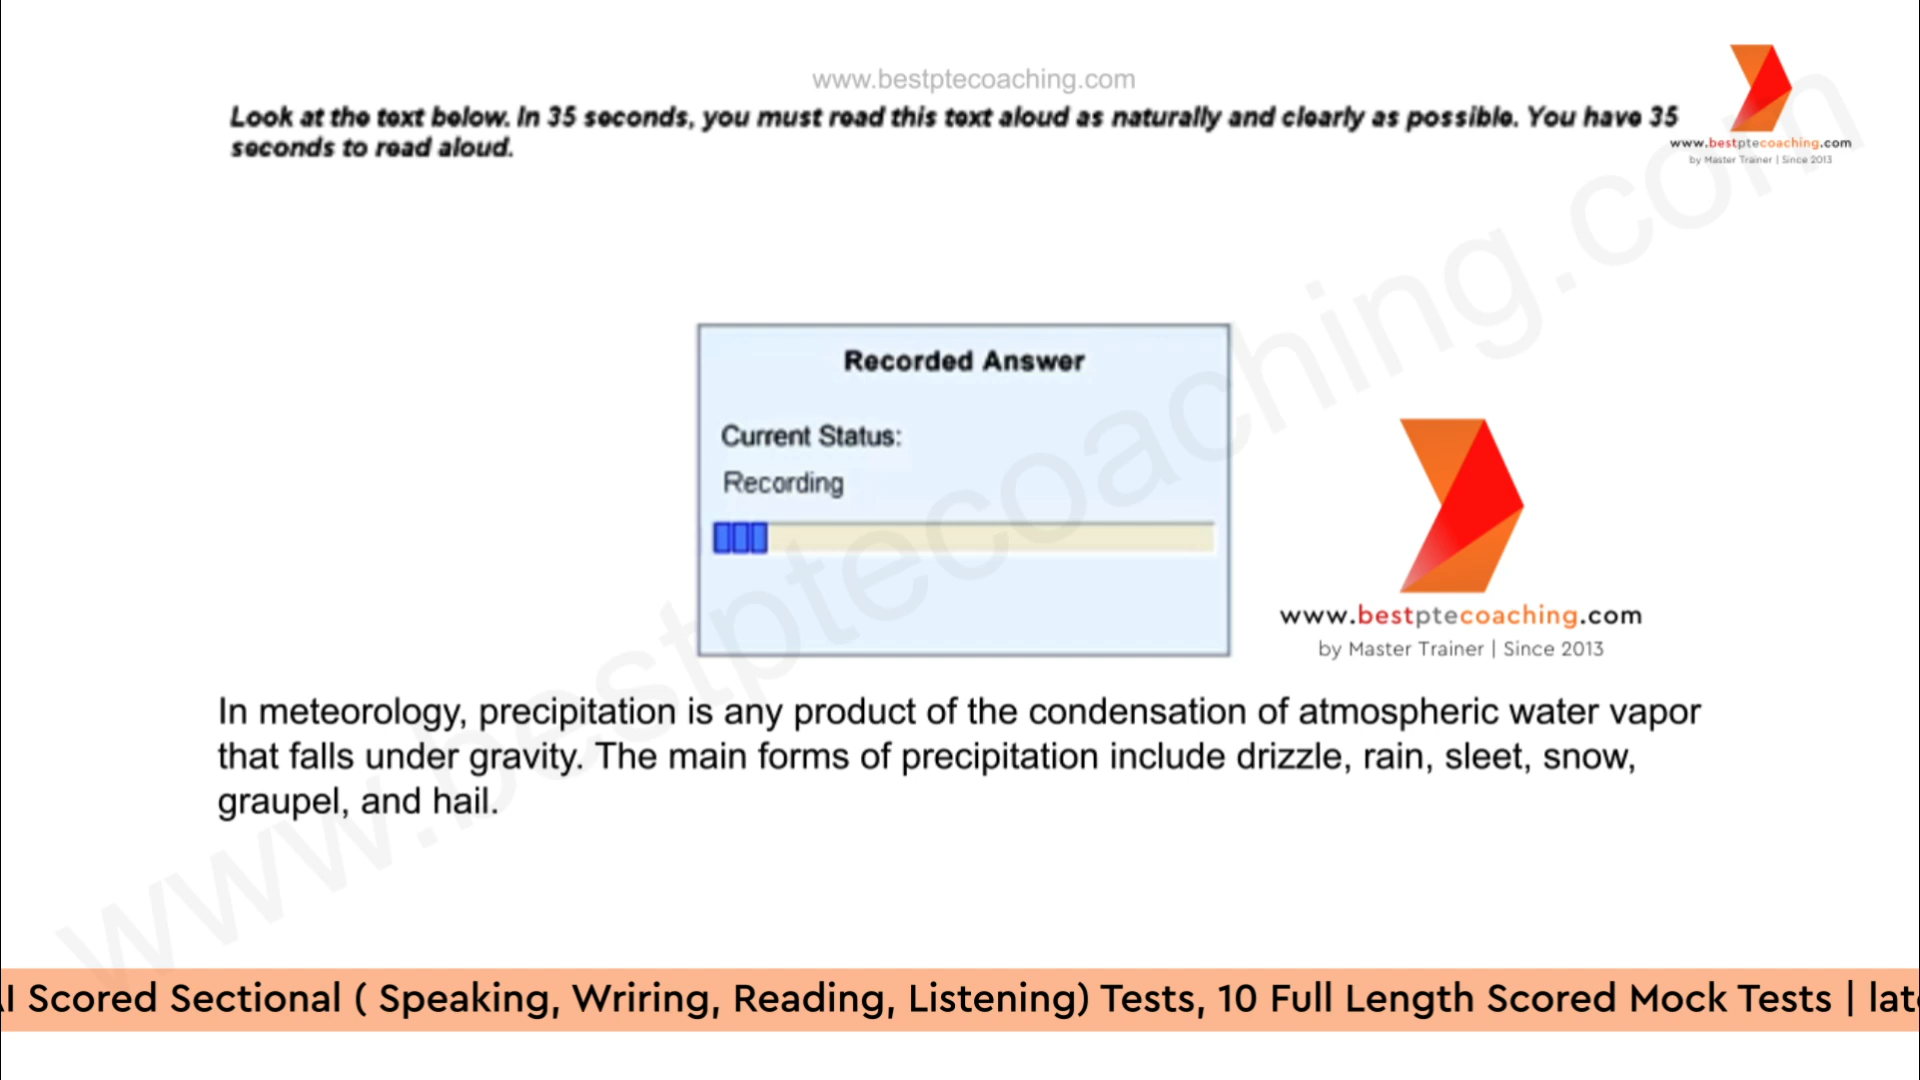 www.bestptecoaching.com
Look at the text below. In 35 seconds, you must read this text aloud as naturally and clearly as possible. You have 35
seconds to read aloud.
www.bestptecoaching.com
by Master Trainer | Since 2013
Recorded Answer
Current Status:
Recording
www.bestptecoaching.com
by Master Trainer | Since 2013
In meteorology, precipitation is any product of the condensation of atmospheric water vapor
that falls under gravity. The main forms of precipitation include drizzle, rain, sleet, snow,
graupel, and hail.
www.bestptecoaching.com
Scored Sectional ( Speaking, Wriring, Reading, Listening) Tests, 10 Full Length Scored Mock Tests |